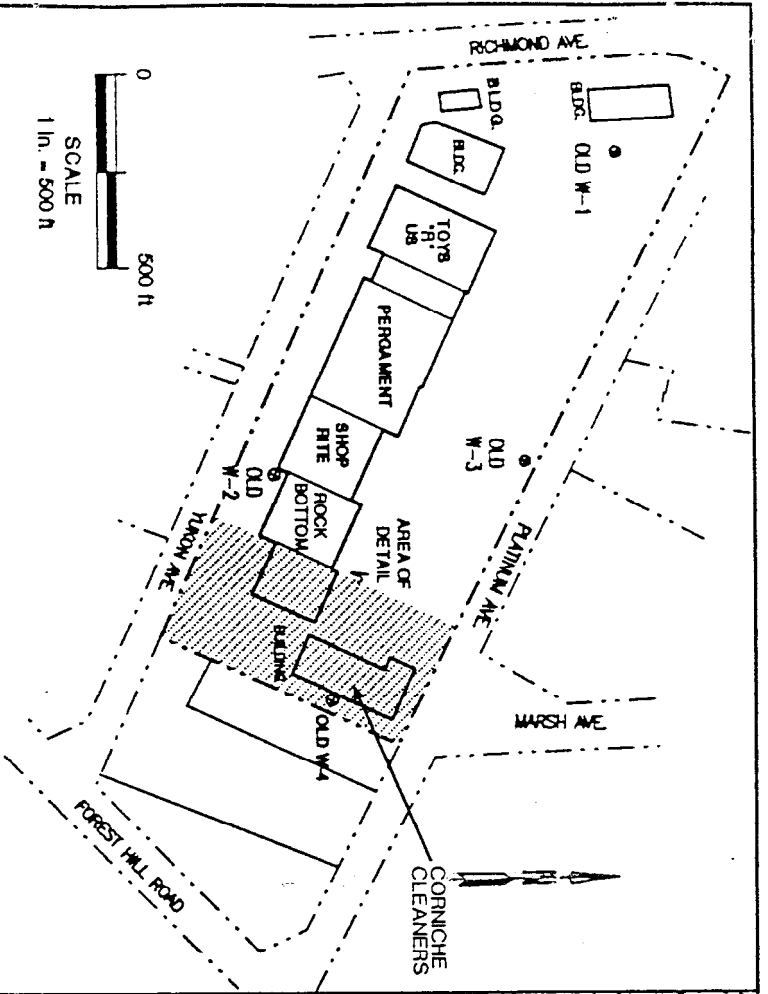 RICHMOND AVE.
BLDG.
BLDG.
BLDG.
OLD W-1
TOYS
"R"
US
PERGAMENT
SHOP
RITE
OLD
W-3
OLD
W-2
ROCK
BOTTOM
AREA OF
DETAIL
PLATINUM AVE.
YUKON AVE.
BUILDING
OLD W-4
MARSH AVE.
CORNICHE
CLEANERS
FOREST HILL ROAD
0
500 ft
SCALE
1 in. = 500 ft